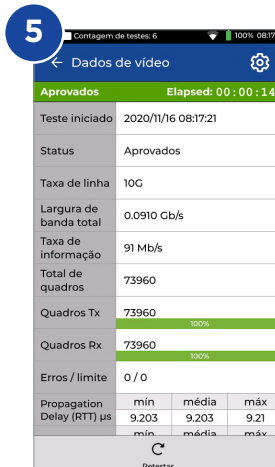 5
Contagem de testes: 6 100% 08:17
Dados de vídeo
Aprovados Elapsed: 00:00:14
Teste iniciado 2020/11/16 08:17:21
Status Aprovados
Taxa de linha 10G
Largura de
banda total 0.0910 Gb/s
Taxa de
informação 91 Mb/s
Total de
quadros 73960
Quadros Tx 73960
100%
Quadros Rx 73960
100%
Erros / limite 0 / 0
Propagation mín média máx
Delay (RTT) µs 9.203 9.203 9.21
mín média máx
Retestar